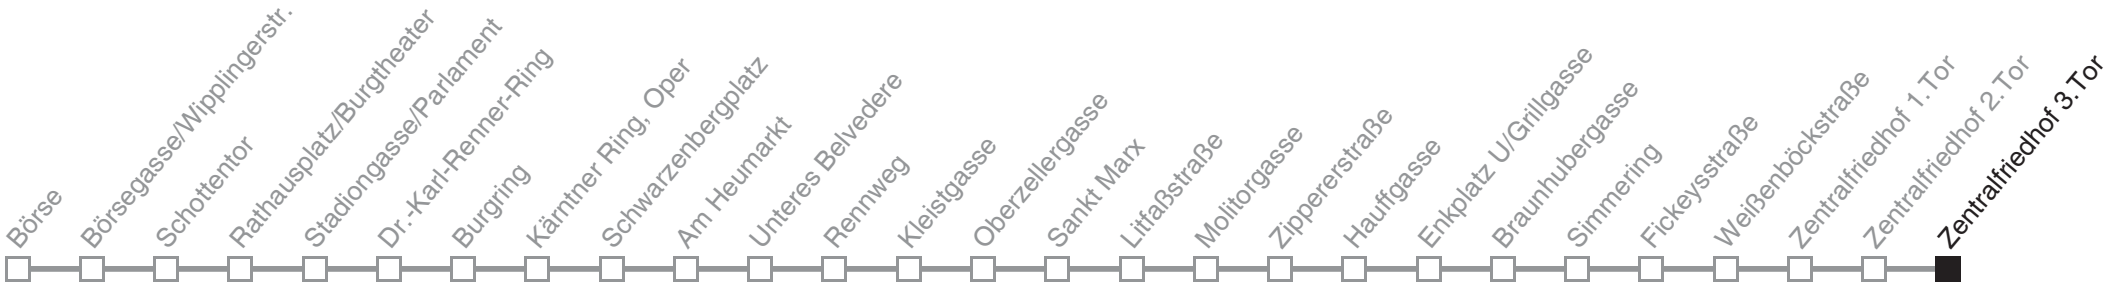 Börse
Börsegasse/Wipplingerstr.
Schottentor
Rathausplatz/Burgtheater
Stadiongasse/Parlament
Dr.-Karl-Renner-Ring
Burgring
Kärntner Ring, Oper
Schwarzenbergplatz
Am Heumarkt
Unteres Belvedere
Rennweg
Kleistgasse
Oberzellergasse
Sankt Marx
Litfaßstraße
Molitorgasse
Zippererstraße
Hauffgasse
Enkplatz U/Grillgasse
Braunhubergasse
Simmering
Fickeysstraße
Weißenböckstraße
Zentralfriedhof 1.Tor
Zentralfriedhof 2.Tor
Zentralfriedhof 3.Tor